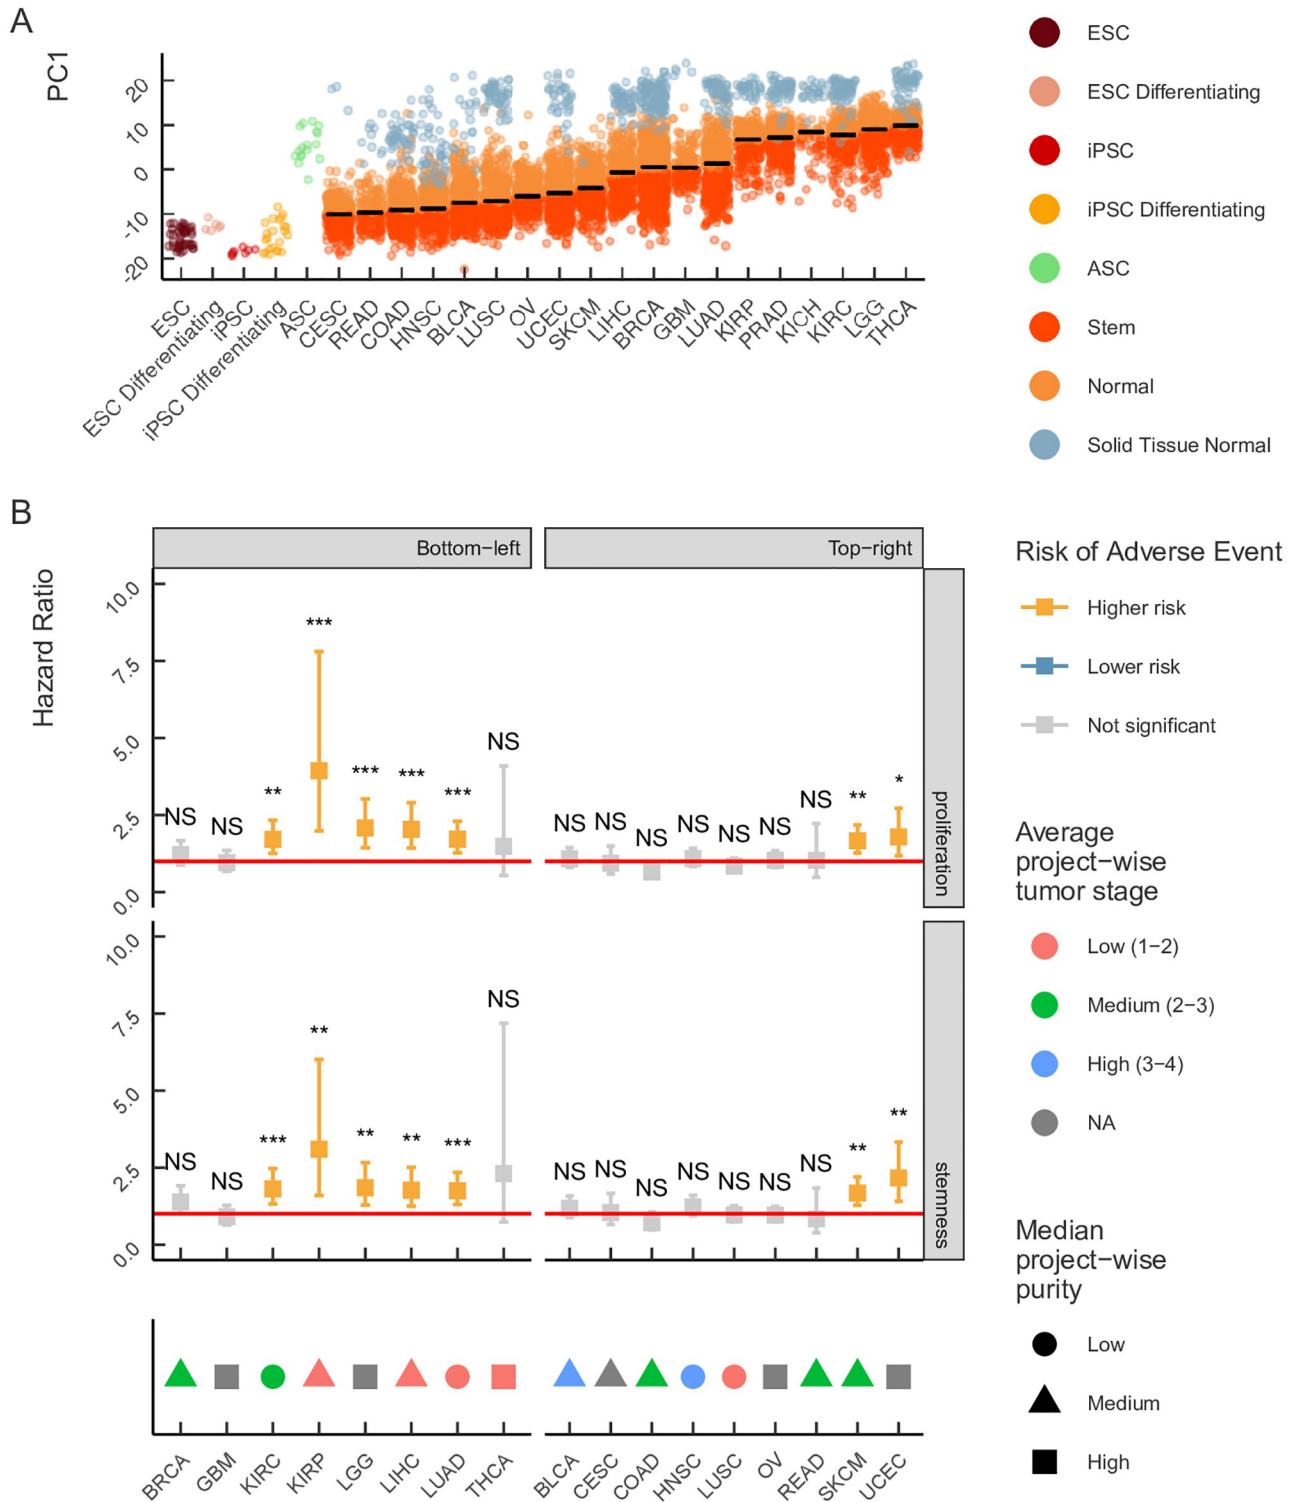 A
PC1
20
10
0
-10
-20
ESC
ESC Differentiating
iPSC
iPSC Differentiating
ASC
CESC
READ
COAD
HNSC
BLCA
LUSC
OV
UCEC
SKCM
LIHC
BRCA
GBM
LUAD
KIRP
PRAD
KICH
KIRC
LGG
THCA
ESC
ESC Differentiating
iPSC
iPSC Differentiating
ASC
Stem
Normal
Solid Tissue Normal
B
Hazard Ratio
Bottom−left
Top−right
10.0
7.5
5.0
2.5
0.0
NS
NS
**
***
***
***
***
NS
NS
NS
NS
NS
NS
NS
NS
**
*
proliferation
10.0
7.5
5.0
2.5
0.0
NS
NS
***
**
**
**
***
NS
NS
NS
NS
NS
NS
NS
NS
**
**
stemness
BRCA
GBM
KIRC
KIRP
LGG
LIHC
LUAD
THCA
BLCA
CESC
COAD
HNSC
LUSC
OV
READ
SKCM
UCEC
Risk of Adverse Event
Higher risk
Lower risk
Not significant
Average
project−wise
tumor stage
Low (1−2)
Medium (2−3)
High (3−4)
NA
Median
project−wise
purity
Low
Medium
High